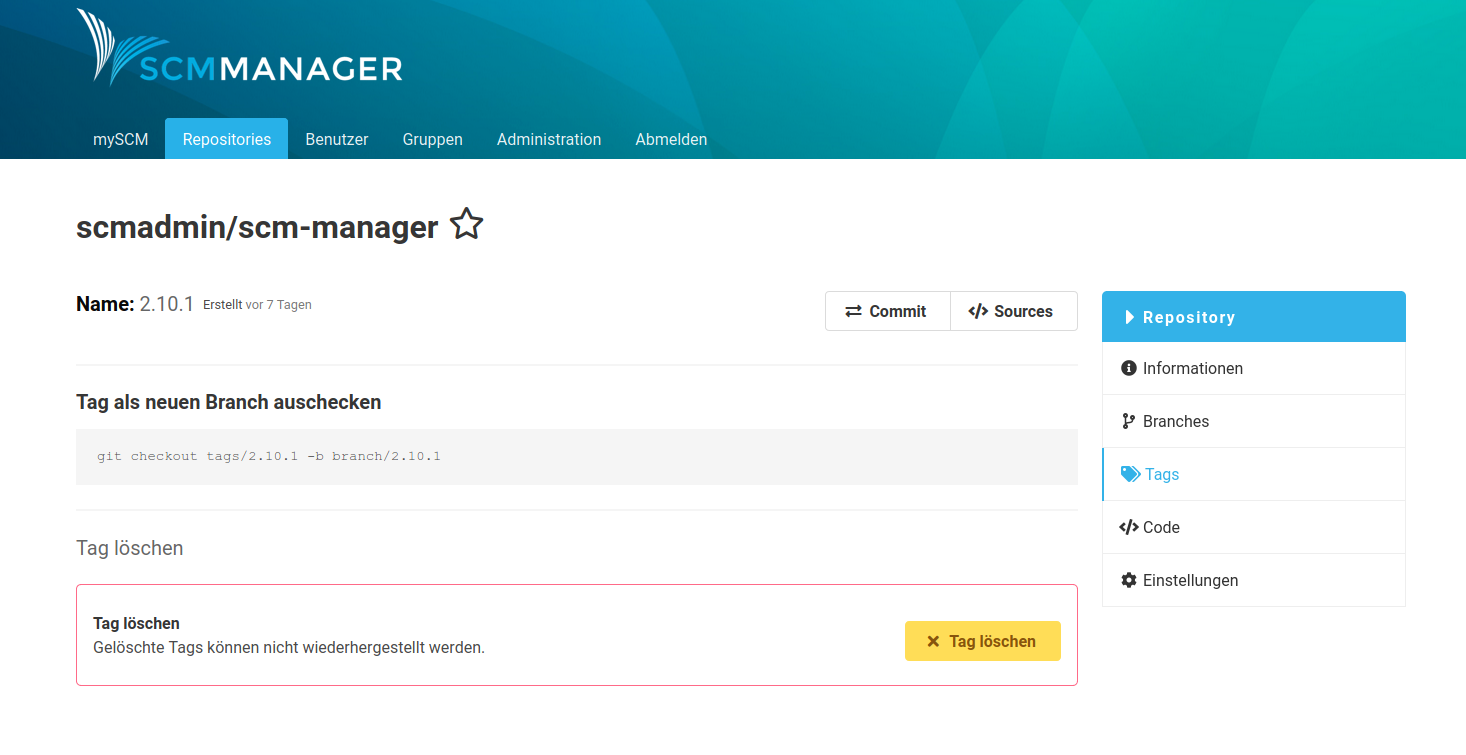 SCMMANAGER
mySCM Repositories Benutzer Gruppen Administration Abmelden
scmadmin/scm-manager
Name: 2.10.1 Erstellt vor 7 Tagen
Commit Sources
Tag als neuen Branch auschecken
git checkout tags/2.10.1 -b branch/2.10.1
Tag löschen
Tag löschen
Gelöschte Tags können nicht wiederhergestellt werden.
Tag löschen
Repository
Informationen
Branches
Tags
Code
Einstellungen